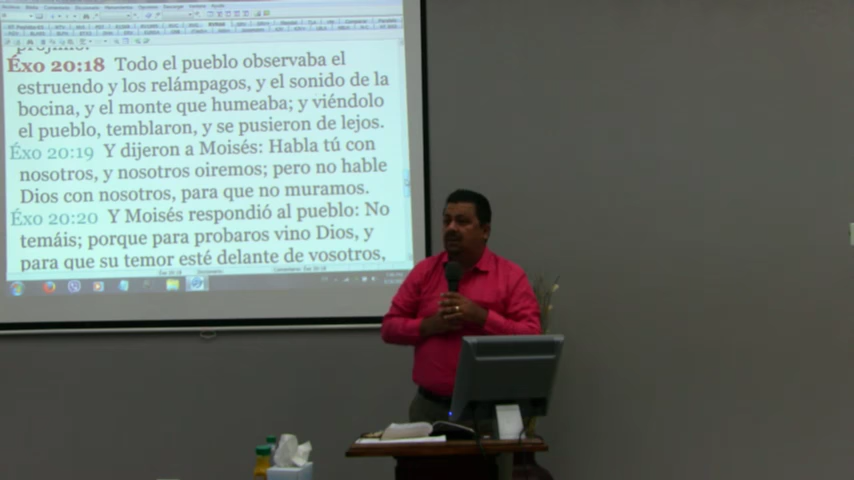 prójimo.
Éxo 20:18 Todo el pueblo observaba el
estruendo y los relámpagos, y el sonido de la
bocina, y el monte que humeaba; y viéndolo
el pueblo, temblaron, y se pusieron de lejos.
Éxo 20:19 Y dijeron a Moisés: Habla tú con
nosotros, y nosotros oiremos; pero no hable
Dios con nosotros, para que no muramos.
Éxo 20:20 Y Moisés respondió al pueblo: No
temáis; porque para probaros vino Dios, y
para que su temor esté delante de vosotros,